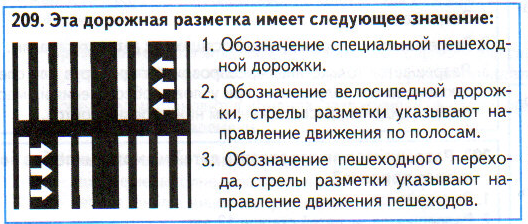 209. Эта дорожная разметка имеет следующее значение:
1. Обозначение специальной пешеход-
ной дорожки.
2. Обозначение велосипедной дорож-
ки, стрелы разметки указывают на-
правление движения по полосам.
3. Обозначение пешеходного перехо-
да, стрелы разметки указывают на-
правление движения пешеходов.